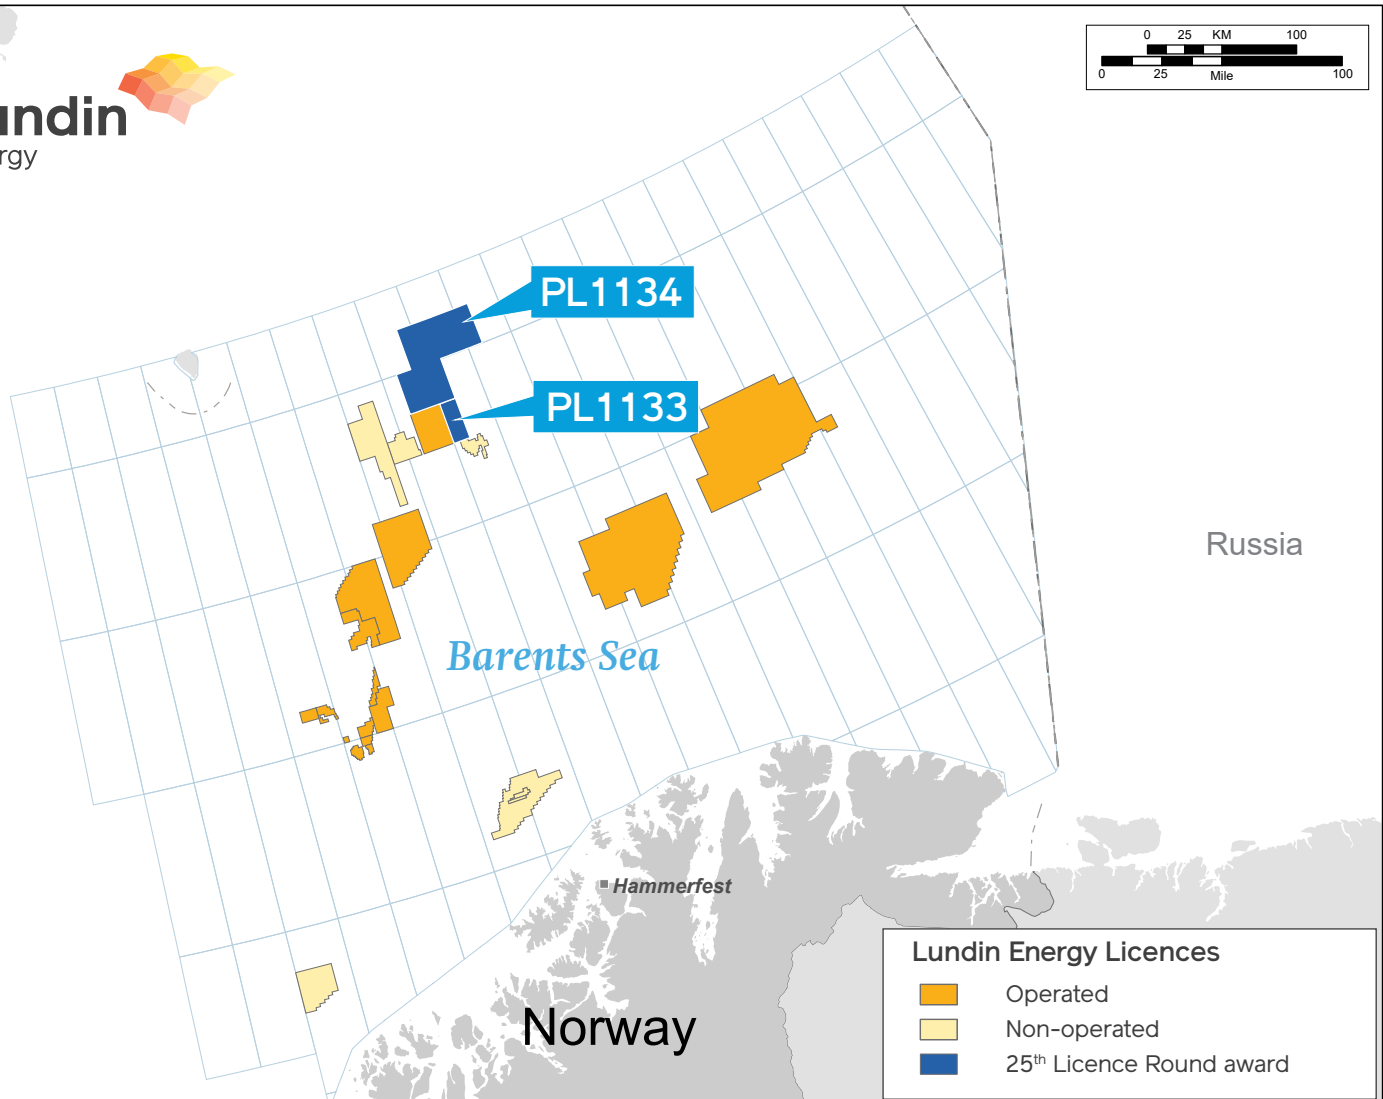 undin
rgy
0 25 KM 100
0 25 Mile 100
PL1134
PL1133
Russia
Barents Sea
Hammerfest
Norway
Lundin Energy Licences
Operated
Non-operated
25th Licence Round award